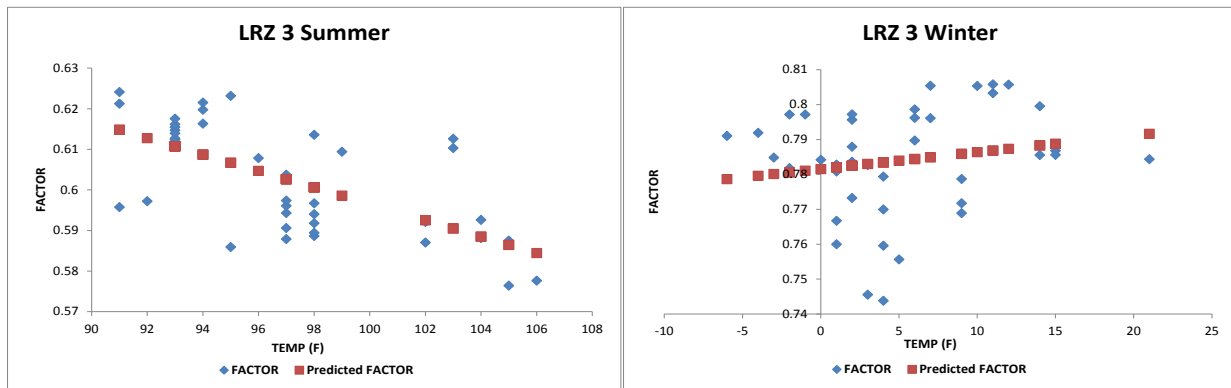 LRZ 3 Summer
0.63
0.62
0.61
0.6
0.59
0.58
0.57
FACTOR
90 92 94 96 98 100 102 104 106 108
TEMP (F)
FACTOR Predicted FACTOR
LRZ 3 Winter
0.81
0.8
0.79
0.78
0.77
0.76
0.75
0.74
FACTOR
-10 -5 0 5 10 15 20 25
TEMP (F)
FACTOR Predicted FACTOR